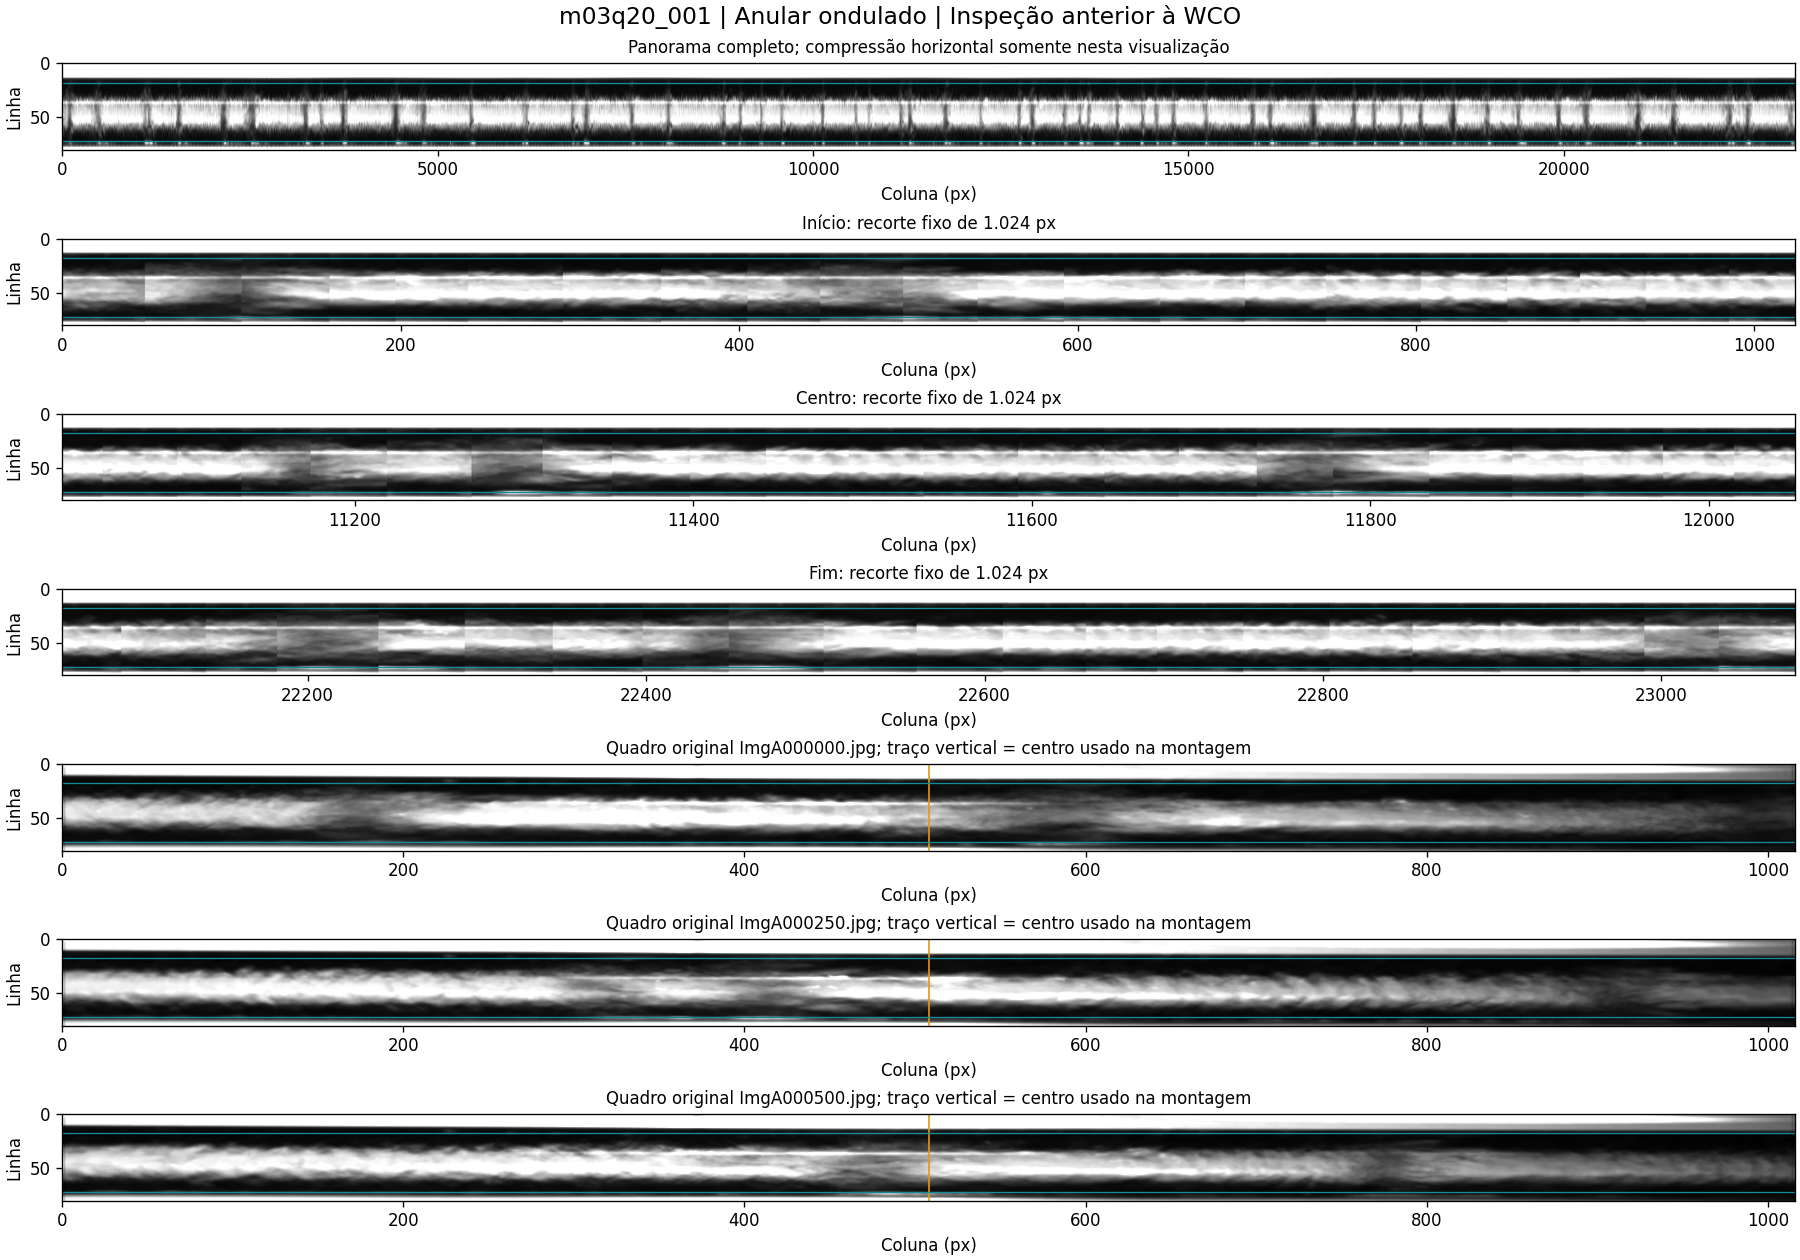 m03q20_001 | Anular ondulado | Inspeção anterior à WCO
Panorama completo; compressão horizontal somente nesta visualização
0
50
Linha
0 5000 10000 15000 20000
Coluna (px)
Início: recorte fixo de 1.024 px
0
50
Linha
0 200 400 600 800 1000
Coluna (px)
Centro: recorte fixo de 1.024 px
0
50
Linha
11200 11400 11600 11800 12000
Coluna (px)
Fim: recorte fixo de 1.024 px
0
50
Linha
22200 22400 22600 22800 23000
Coluna (px)
Quadro original ImgA000000.jpg; traço vertical = centro usado na montagem
0
50
Linha
0 200 400 600 800 1000
Coluna (px)
Quadro original ImgA000250.jpg; traço vertical = centro usado na montagem
0
50
Linha
0 200 400 600 800 1000
Coluna (px)
Quadro original ImgA000500.jpg; traço vertical = centro usado na montagem
0
50
Linha
0 200 400 600 800 1000
Coluna (px)